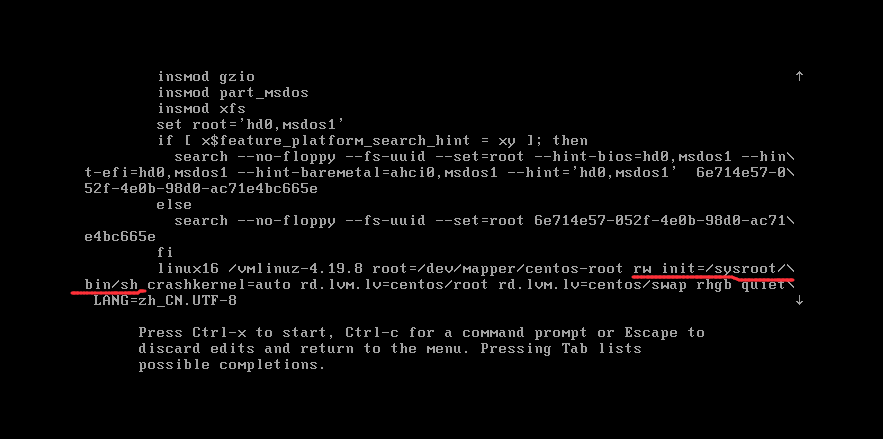 insmod gzio
insmod part_msdos
insmod xfs
set root='hd0,msdos1'
if [ x$feature_platform_search_hint = xy ]; then
search --no-floppy --fs-uuid --set=root --hint-bios=hd0,msdos1 --hin\
t-efi=hd0,msdos1 --hint-baremetal=ahci0,msdos1 --hint='hd0,msdos1'  6e714e57-0\
52f-4e0b-98d0-ac71e4bc665e
else
search --no-floppy --fs-uuid --set=root 6e714e57-052f-4e0b-98d0-ac71\
e4bc665e
fi
linux16 /vmlinuz-4.19.8 root=/dev/mapper/centos-root rw init=/sysroot/\
bin/sh crashkernel=auto rd.lvm.lv=centos/root rd.lvm.lv=centos/swap rhgb quiet\
LANG=zh_CN.UTF-8
Press Ctrl-x to start, Ctrl-c for a command prompt or Escape to
discard edits and return to the menu. Pressing Tab lists
possible completions.